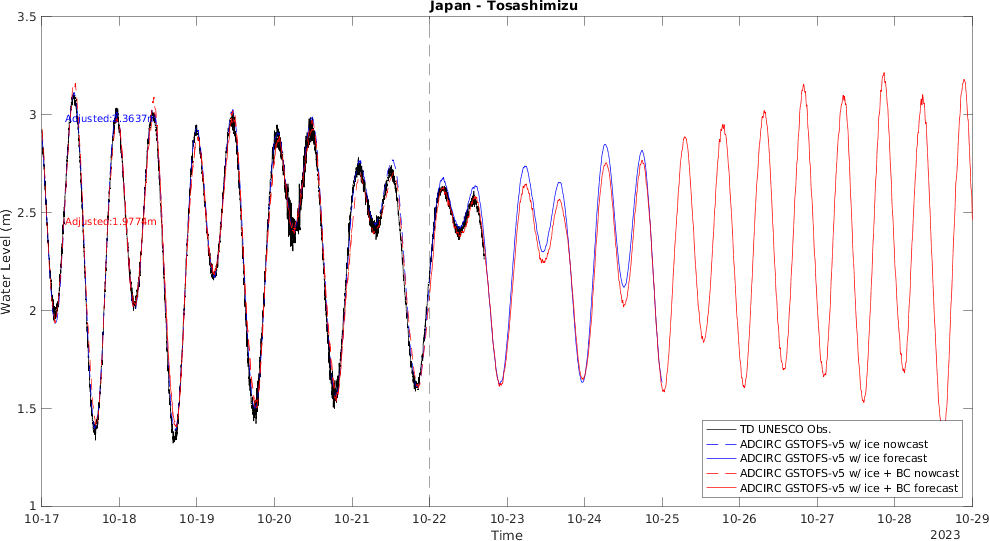 Japan - Tosashimizu
3.5
3
2.5
2
1.5
1
Water Level (m)
Adjusted:1.9774m
10-17
10-18
10-19
10-20
10-21
10-22
10-23
10-24
10-25
10-26
10-27
10-28
10-29
2023
Time
TD UNESCO Obs.
ADCIRC GSTOFS-v5 w/ ice nowcast
ADCIRC GSTOFS-v5 w/ ice forecast
ADCIRC GSTOFS-v5 w/ ice + BC nowcast
ADCIRC GSTOFS-v5 w/ ice + BC forecast